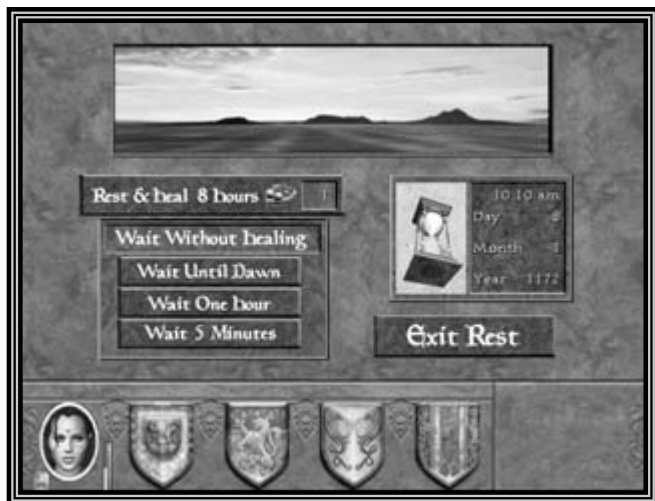 Rest & heal 8 hours 1
Wait Without healing
Wait Until Dawn
Wait One hour
Wait 5 Minutes
10:10 am
Day
Month
Year 1172
Exit Rest